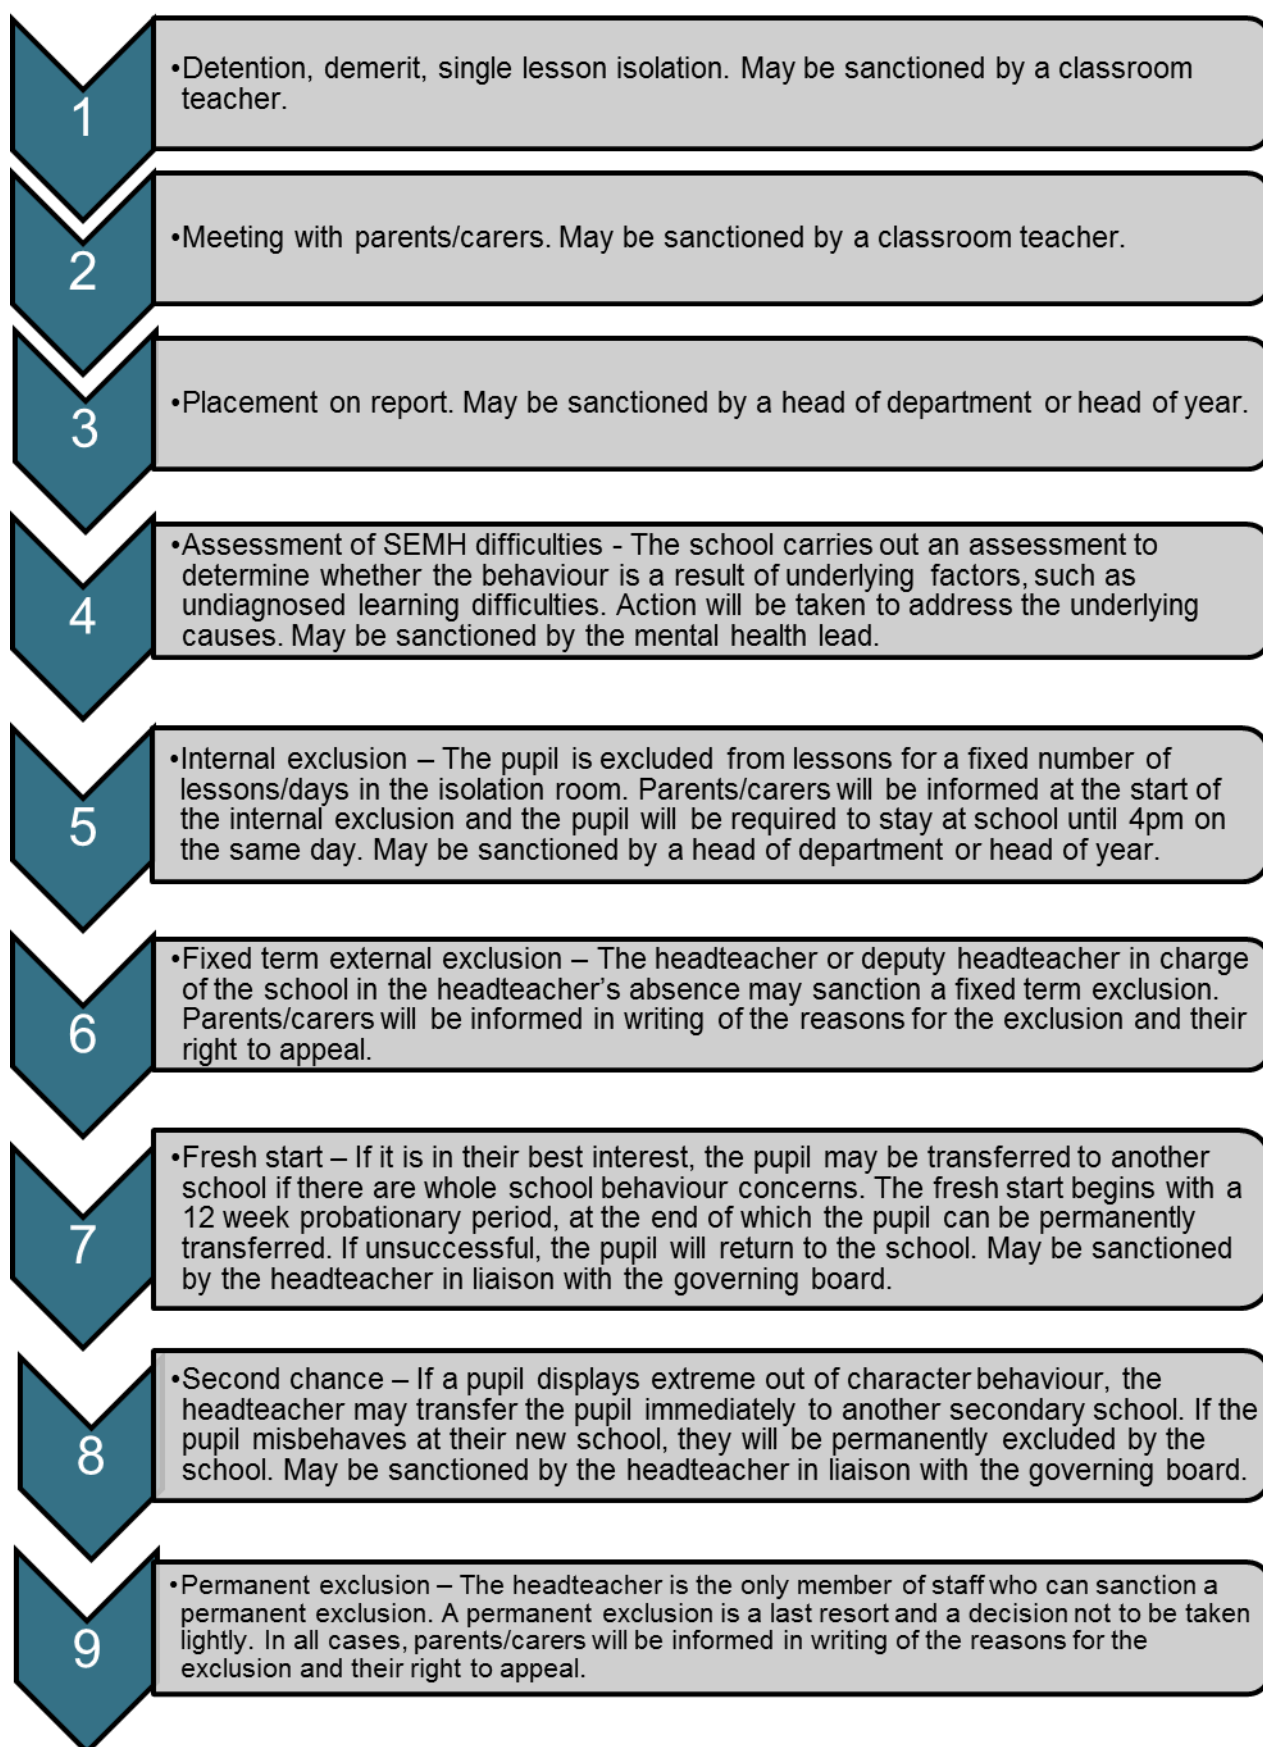 1
•Detention, demerit, single lesson isolation. May be sanctioned by a classroom
teacher.
2
•Meeting with parents/carers. May be sanctioned by a classroom teacher.
3
•Placement on report. May be sanctioned by a head of department or head of year.
4
•Assessment of SEMH difficulties - The school carries out an assessment to
determine whether the behaviour is a result of underlying factors, such as
undiagnosed learning difficulties. Action will be taken to address the underlying
causes. May be sanctioned by the mental health lead.
5
•Internal exclusion – The pupil is excluded from lessons for a fixed number of
lessons/days in the isolation room. Parents/carers will be informed at the start of
the internal exclusion and the pupil will be required to stay at school until 4pm on
the same day. May be sanctioned by a head of department or head of year.
6
•Fixed term external exclusion – The headteacher or deputy headteacher in charge
of the school in the headteacher’s absence may sanction a fixed term exclusion.
Parents/carers will be informed in writing of the reasons for the exclusion and their
right to appeal.
7
•Fresh start – If it is in their best interest, the pupil may be transferred to another
school if there are whole school behaviour concerns. The fresh start begins with a
12 week probationary period, at the end of which the pupil can be permanently
transferred. If unsuccessful, the pupil will return to the school. May be sanctioned
by the headteacher in liaison with the governing board.
8
•Second chance – If a pupil displays extreme out of character behaviour, the
headteacher may transfer the pupil immediately to another secondary school. If the
pupil misbehaves at their new school, they will be permanently excluded by the
school. May be sanctioned by the headteacher in liaison with the governing board.
9
•Permanent exclusion – The headteacher is the only member of staff who can sanction a
permanent exclusion. A permanent exclusion is a last resort and a decision not to be taken
lightly. In all cases, parents/carers will be informed in writing of the reasons for the
exclusion and their right to appeal.